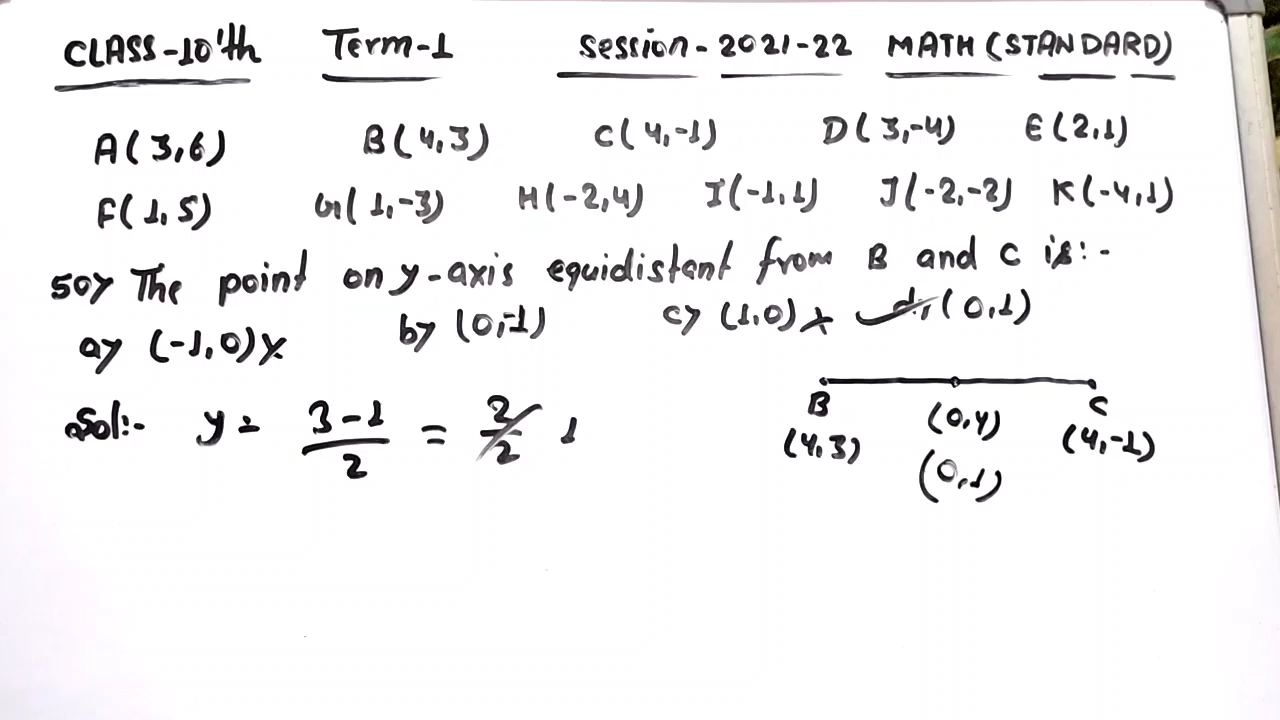 CLASS-10'th Term-1 Session-2021-22 MATH(STANDARD)
A(3,6) B(4,3) C(4,-1) D(3,-4) E(2,1)
F(1,5) G(1,-3) H(-2,4) I(-1,1) J(-2,-2) K(-4,1)
50> The point on y-axis equidistant from B and C is:-
a> (-1,0)x b> (0,-1) c> (1,0)x ✓d> (0,1)
Sol:- y = 3-1/2 = 2/2 1
B (0,y) C
(4,3) (0,1) (4,-1)